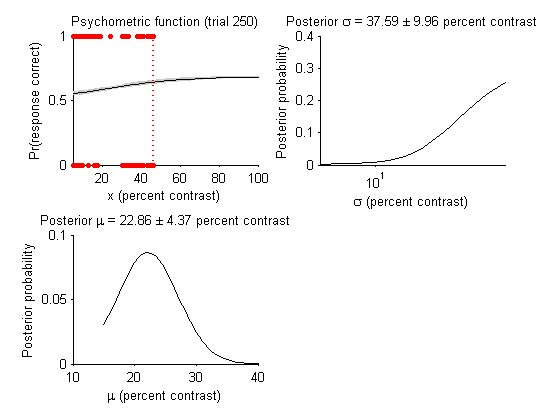 Psychometric function (trial 250)
Pr(response correct)
1
0.5
0
20 40 60 80 100
x (percent contrast)
Posterior σ = 37.59 ± 9.96 percent contrast
Posterior probability
0.4
0.3
0.2
0.1
0
10^1
σ (percent contrast)
Posterior μ = 22.86 ± 4.37 percent contrast
Posterior probability
0.1
0.05
0
10 20 30 40
μ (percent contrast)